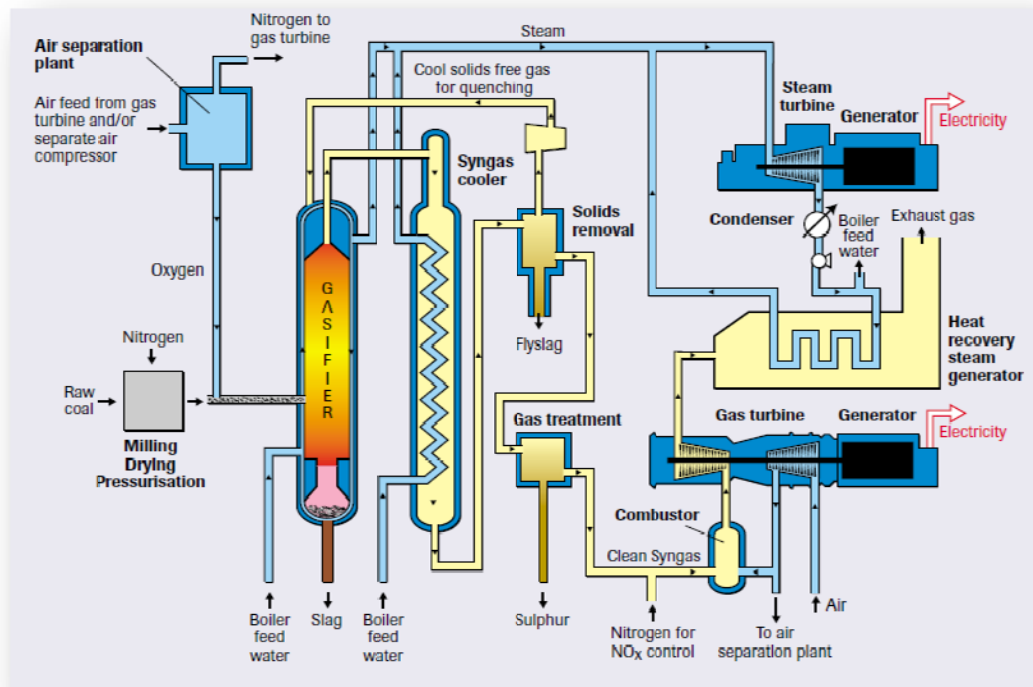 Nitrogen to
gas turbine
Air separation
plant
Air feed from gas
turbine and/or
separate air
compressor
Steam
Cool solids free gas
for quenching
Syngas
cooler
Solids
removal
Steam
turbine
Generator
Electricity
Condenser
Boiler
feed
water
Exhaust gas
Oxygen
GASIFIER
Nitrogen
Raw
coal
Milling
Drying
Pressurisation
Flyslag
Heat
recovery
steam
generator
Gas treatment
Gas turbine
Generator
Electricity
Combustor
Clean Syngas
Boiler
feed
water
Slag
Boiler
feed
water
Sulphur
Nitrogen for
NOx control
To air
separation plant
Air